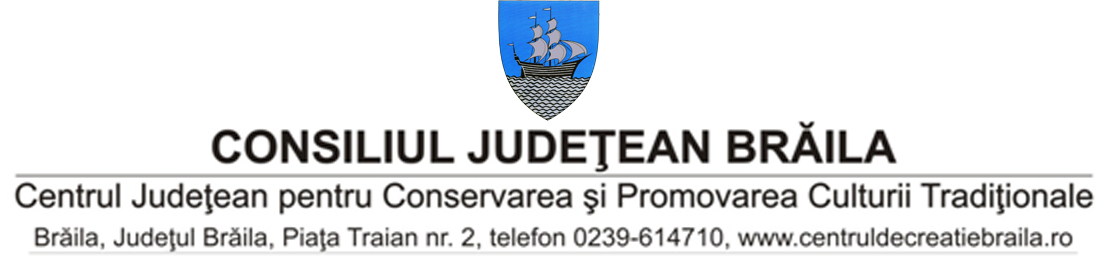 CONSILIUL JUDEŢEAN BRĂILA
Centrul Judeţean pentru Conservarea şi Promovarea Culturii Tradiţionale
Brăila, Judeţul Brăila, Piaţa Traian nr. 2, telefon 0239-614710, www.centruldecreatiebraila.ro